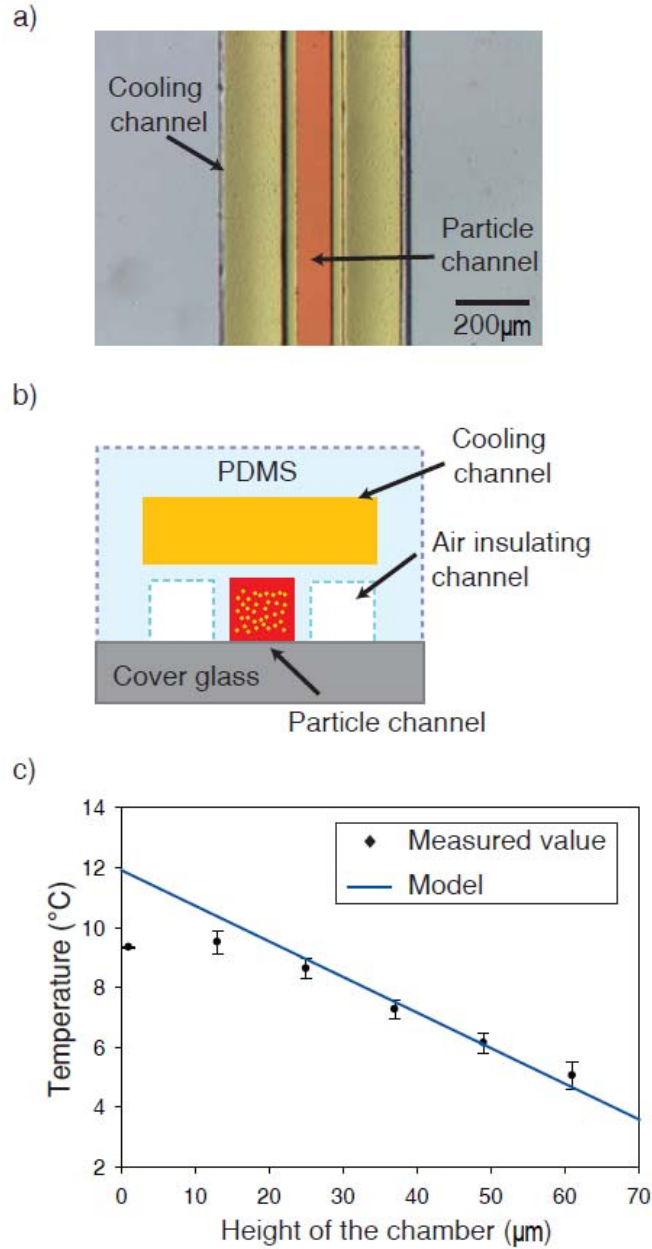 a)
Cooling
channel
Particle
channel
200μm
b)
PDMS
Cooling
channel
Air insulating
channel
Cover glass
Particle channel
c)
14
12
10
8
6
4
2
Temperature (°C)
Measured value
Model
0 10 20 30 40 50 60 70
Height of the chamber (μm)